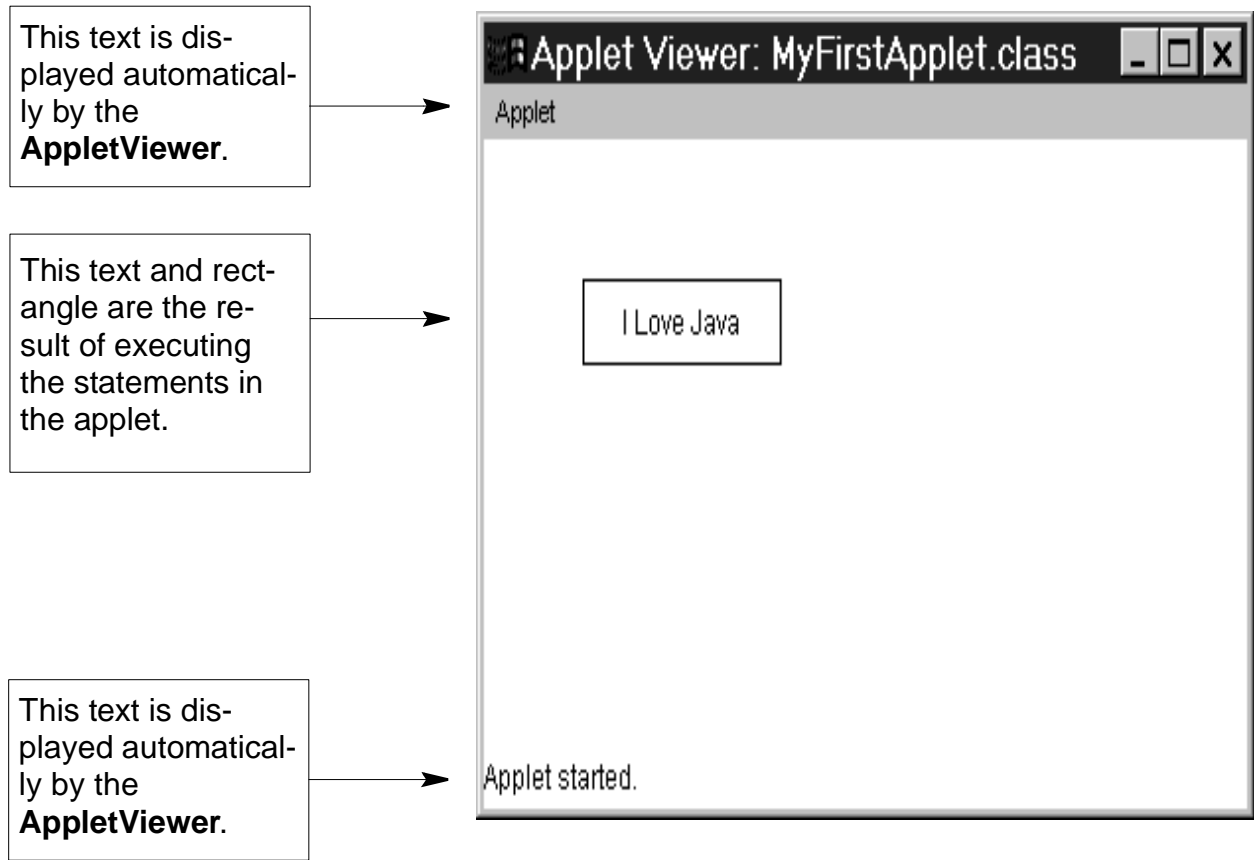 This text is dis-
played automatical-
ly by the
AppletViewer.
Applet Viewer: MyFirstApplet.class
Applet
This text and rect-
angle are the re-
sult of executing
the statements in
the applet.
I Love Java
This text is dis-
played automatical-
ly by the
AppletViewer.
Applet started.